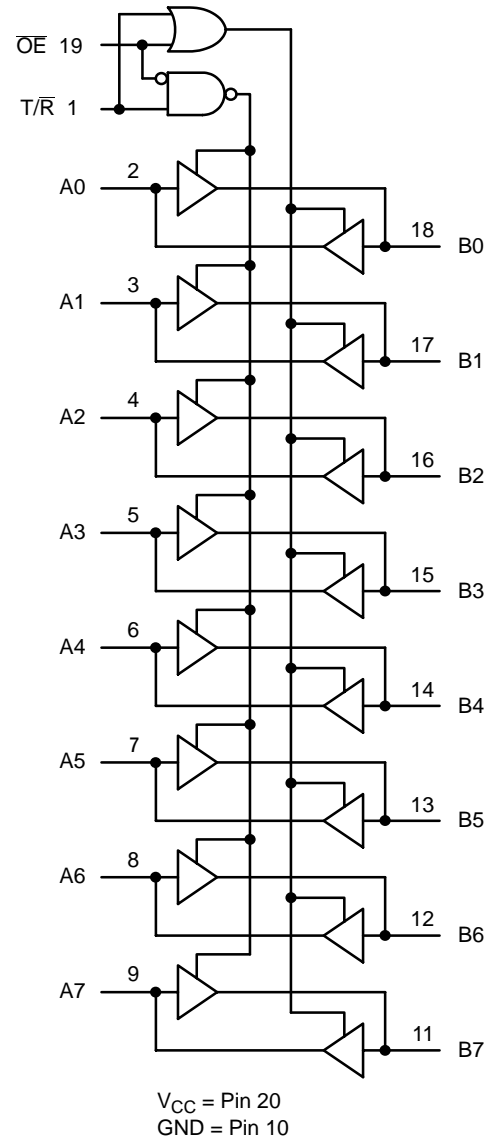 O̅E̅ 19
T/R̅ 1
2
A0
18
B0
3
A1
17
B1
4
A2
16
B2
5
A3
15
B3
6
A4
14
B4
7
A5
13
B5
8
A6
12
B6
9
A7
11
B7
VCC = Pin 20
GND = Pin 10